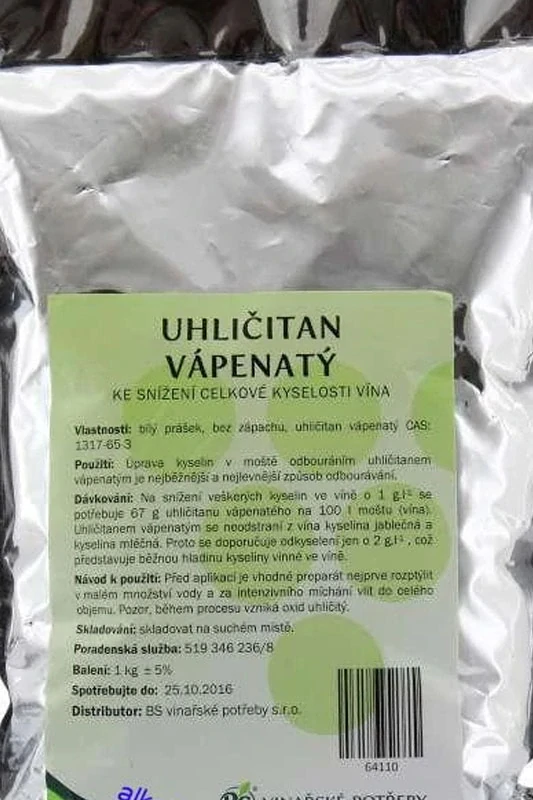 UHLIČITAN
VÁPENATÝ
KE SNÍŽENÍ CELKOVÉ KYSELOSTI VÍNA
Vlastnosti: bílý prášek, bez zápachu, uhličitan vápenatý CAS:
1317-65-3
Použití: Úprava kyselin v moště odbouráním uhličitanem
vápenatým je nejběžnější a nejlevnější způsob odbourávání.
Dávkování: Na snížení veškerých kyselin ve víně o 1 g.l⁻¹ se
potřebuje 67 g uhličitanu vápenatého na 100 l moštu (vína).
Uhličitanem vápenatým se neodstraní z vína kyselina jablečná a
kyselina mléčná. Proto se doporučuje odkyselení jen o 2 g.l⁻¹ , což
představuje běžnou hladinu kyseliny vinné ve víně.
Návod k použití: Před aplikací je vhodné preparát nejprve rozptýlit
v malém množství vody a za intenzivního míchání vlít do celého
objemu. Pozor, během procesu vzniká oxid uhličitý.
Skladování: skladovat na suchém místě.
Poradenská služba: 519 346 236/8
Balení: 1 kg ± 5%
Spotřebujte do: 25.10.2016
Distributor: BS vinařské potřeby s.r.o.
64110
BS® VINAŘSKÉ POTŘEBY